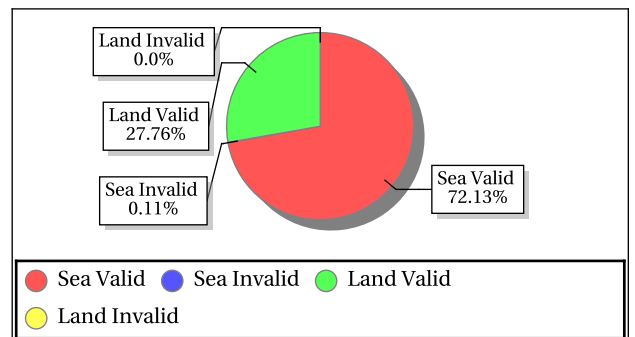 Land Invalid
0.0%
Land Valid
27.76%
Sea Invalid
0.11%
Sea Valid
72.13%
Sea Valid Sea Invalid Land Valid
Land Invalid